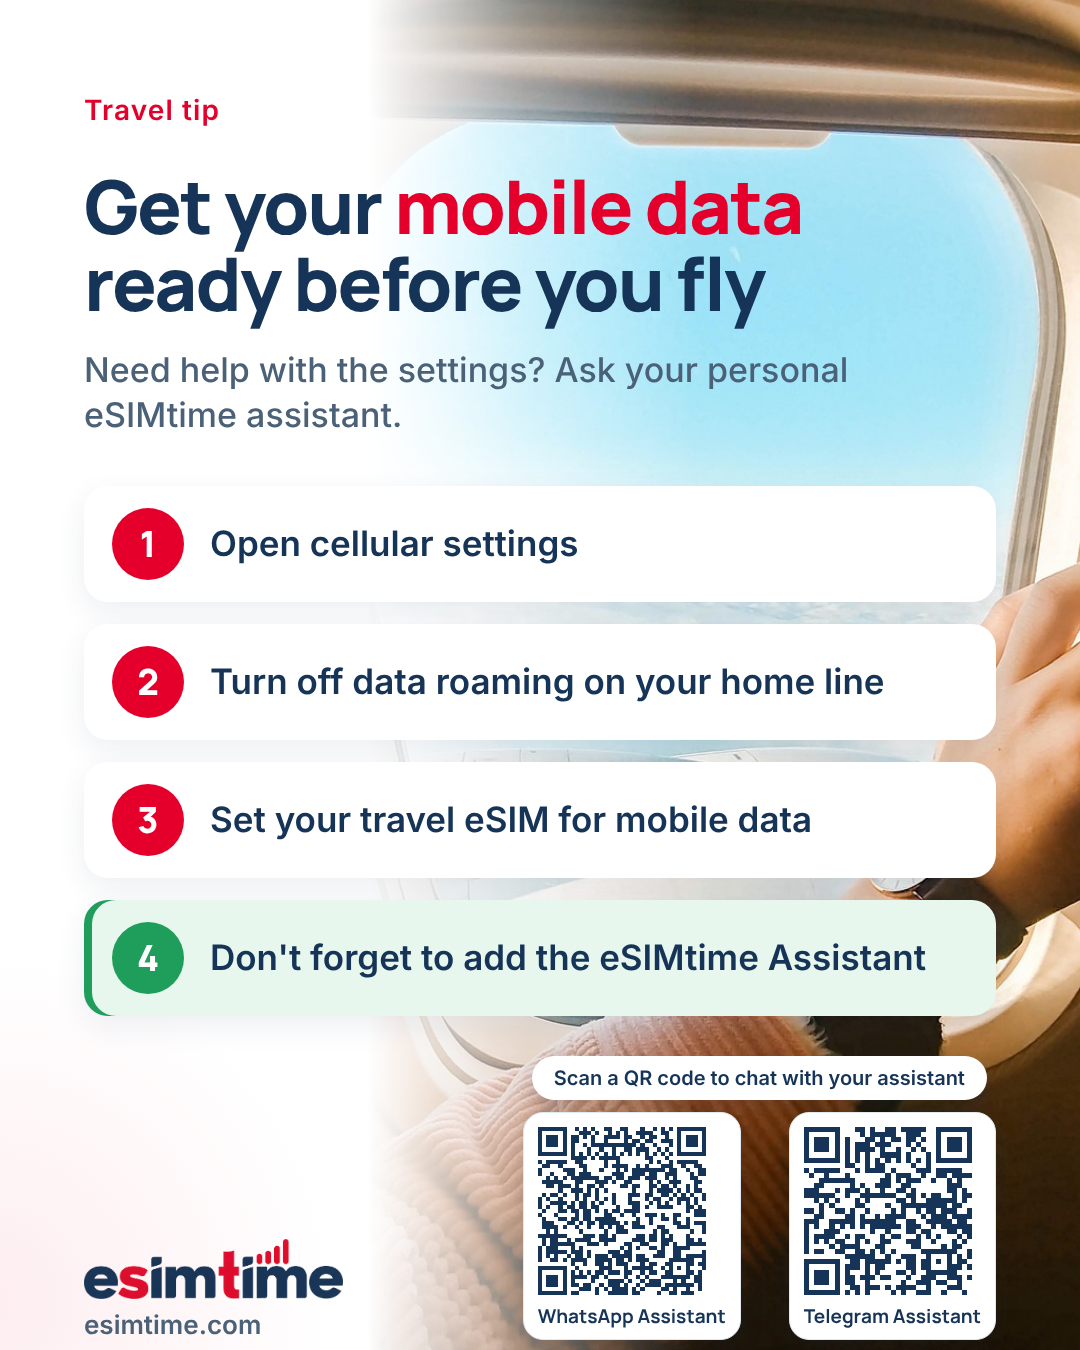 Travel tip
Get your mobile data
ready before you fly
Need help with the settings? Ask your personal
eSIMtime assistant.
1 Open cellular settings
2 Turn off data roaming on your home line
3 Set your travel eSIM for mobile data
4 Don't forget to add the eSIMtime Assistant
Scan a QR code to chat with your assistant
WhatsApp Assistant
Telegram Assistant
esimtime
esimtime.com